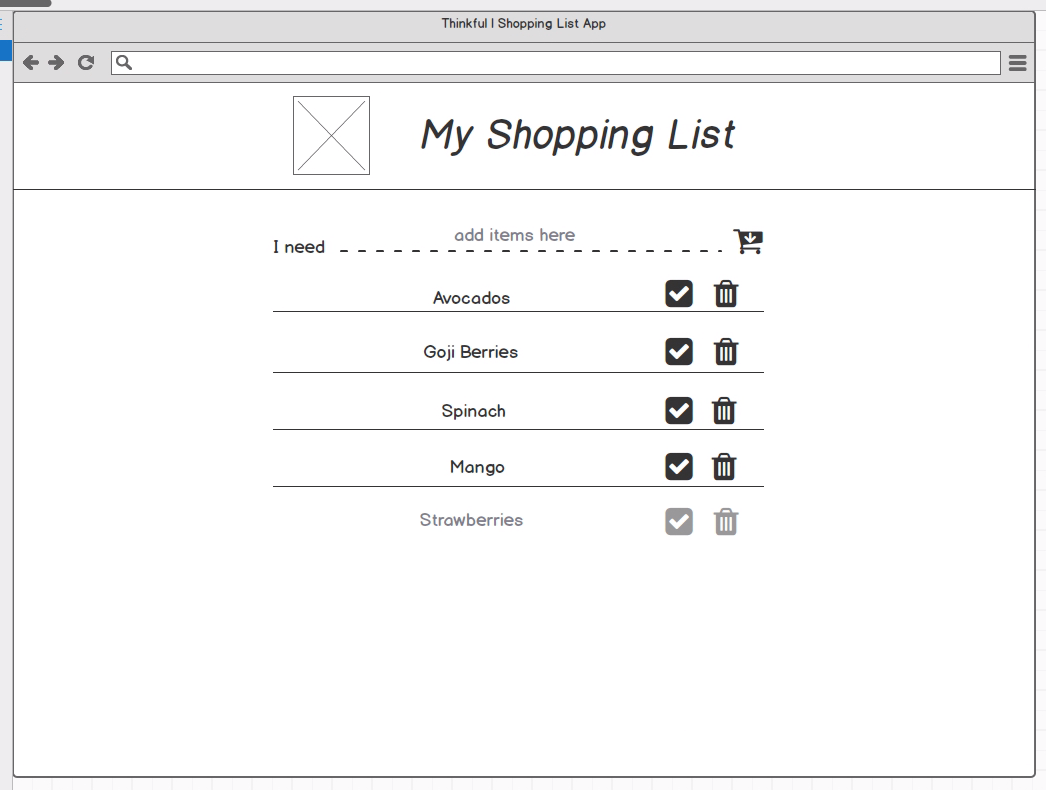 Thinkful | Shopping List App
My Shopping List
add items here
I need
Avocados
Goji Berries
Spinach
Mango
Strawberries